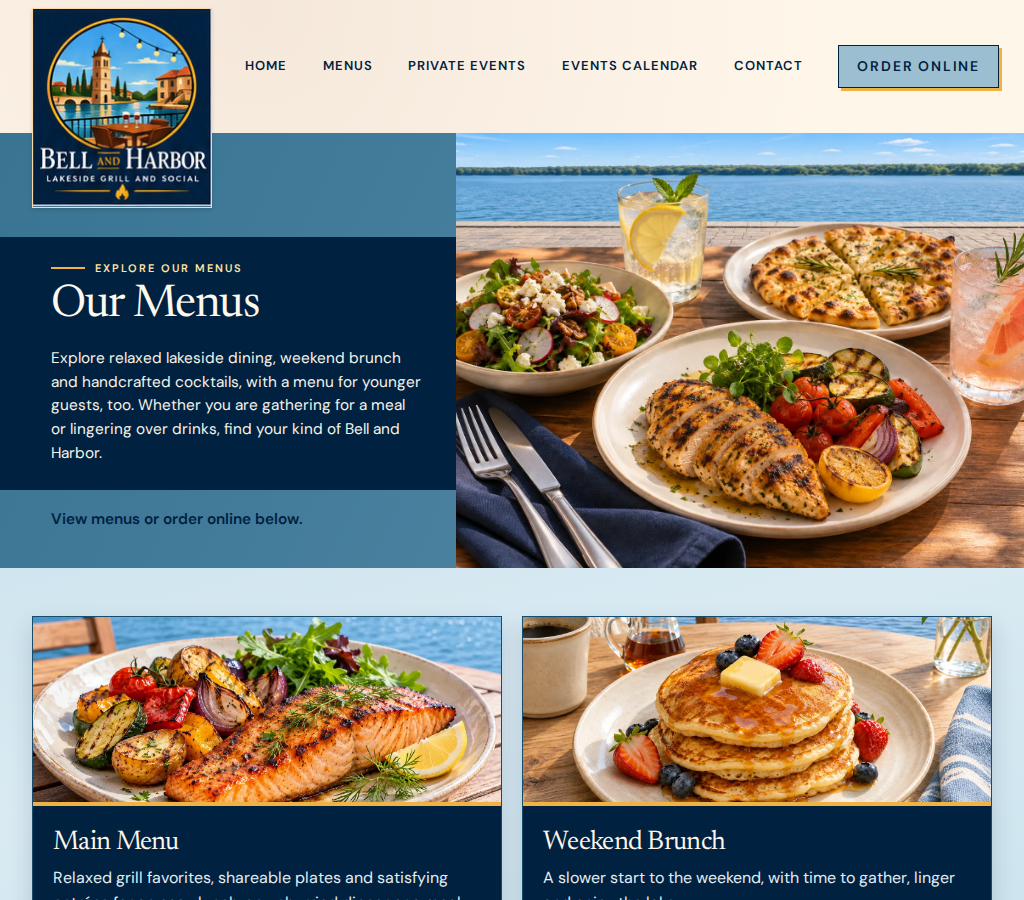 HOME MENUS PRIVATE EVENTS EVENTS CALENDAR CONTACT ORDER ONLINE
BELL AND HARBOR
LAKESIDE GRILL AND SOCIAL
EXPLORE OUR MENUS
Our Menus
Explore relaxed lakeside dining, weekend brunch
and handcrafted cocktails, with a menu for younger
guests, too. Whether you are gathering for a meal
or lingering over drinks, find your kind of Bell and
Harbor.
View menus or order online below.
Main Menu
Relaxed grill favorites, shareable plates and satisfying
Weekend Brunch
A slower start to the weekend, with time to gather, linger